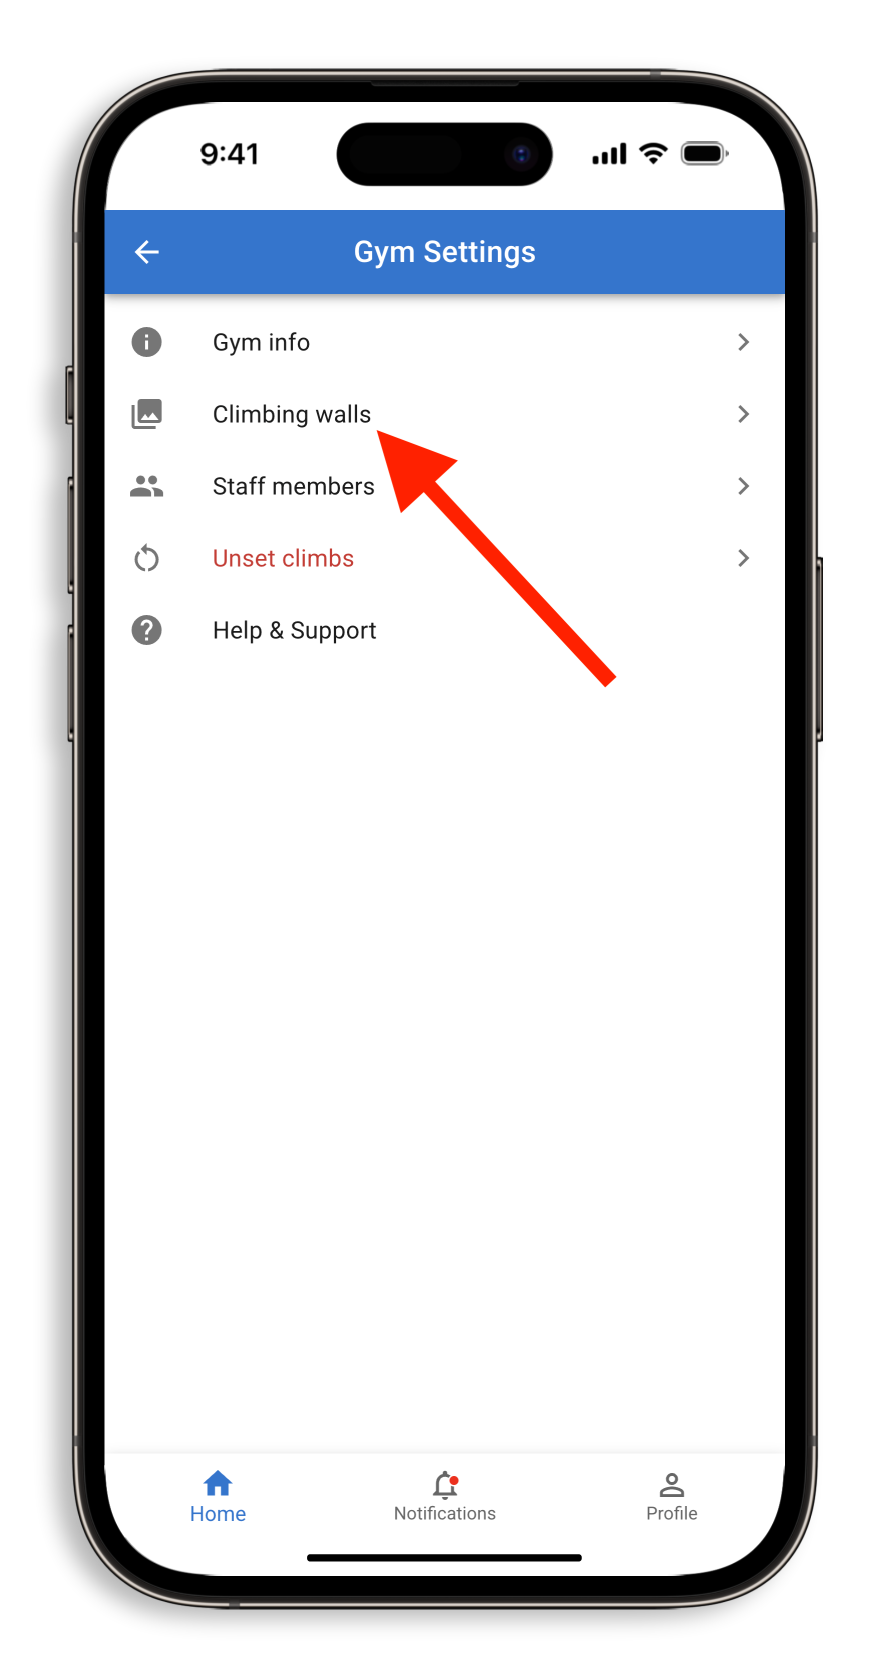 9:41
Gym Settings
Gym info
Climbing walls
Staff members
Unset climbs
Help & Support
Home
Notifications
Profile